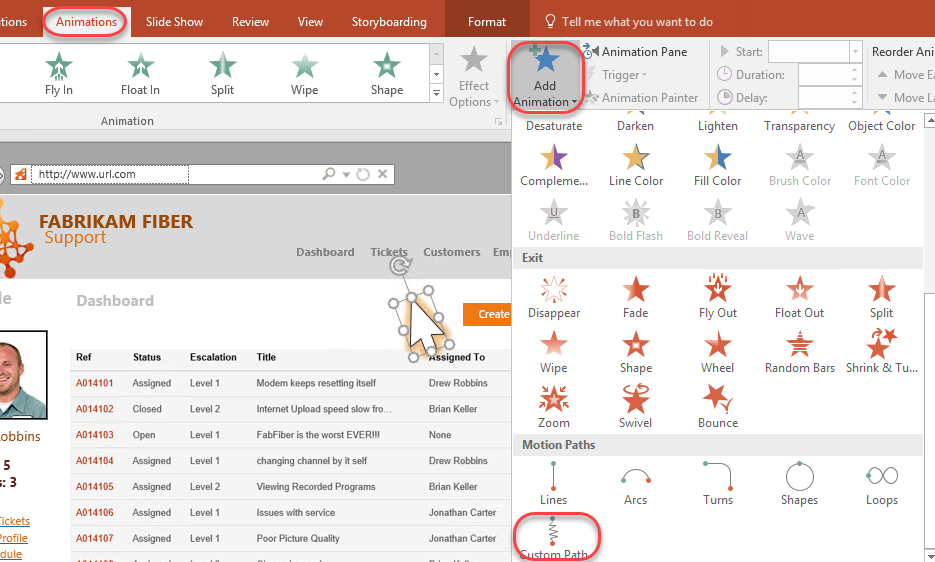 itions Animations Slide Show Review View Storyboarding Format Tell me what you want to do
Fly In Float In Split Wipe Shape
Effect Options
Add Animation
Animation Pane
Trigger
Animation Painter
Start:
Duration:
Delay:
Reorder Ani
Move Ea
Move La
Animation
Desaturate Darken Lighten Transparency Object Color
Compleme... Line Color Fill Color Brush Color Font Color
Underline Bold Flash Bold Reveal Wave
Exit
Disappear Fade Fly Out Float Out Split
Wipe Shape Wheel Random Bars Shrink & Tu...
Zoom Swivel Bounce
Motion Paths
Lines Arcs Turns Shapes Loops
Custom Path
http://www.url.com
FABRIKAM FIBER
Support
Dashboard Tickets Customers Emp
le
Dashboard
Create
Ref Status Escalation Title Assigned To
A014101 Assigned Level 1 Modem keeps resetting itself Drew Robbins
A014102 Closed Level 2 Internet Upload speed slow fro... Brian Keller
A014103 Open Level 1 FabFiber is the worst EVER!!! None
A014104 Assigned Level 1 changing channel by it self Drew Robbins
A014105 Assigned Level 2 Viewing Recorded Programs Brian Keller
A014106 Assigned Level 1 Issues with service Jonathan Carter
A014107 Assigned Level 1 Poor Picture Quality Jonathan Carter
obbins
5
s: 3
Tickets
Profile
dule